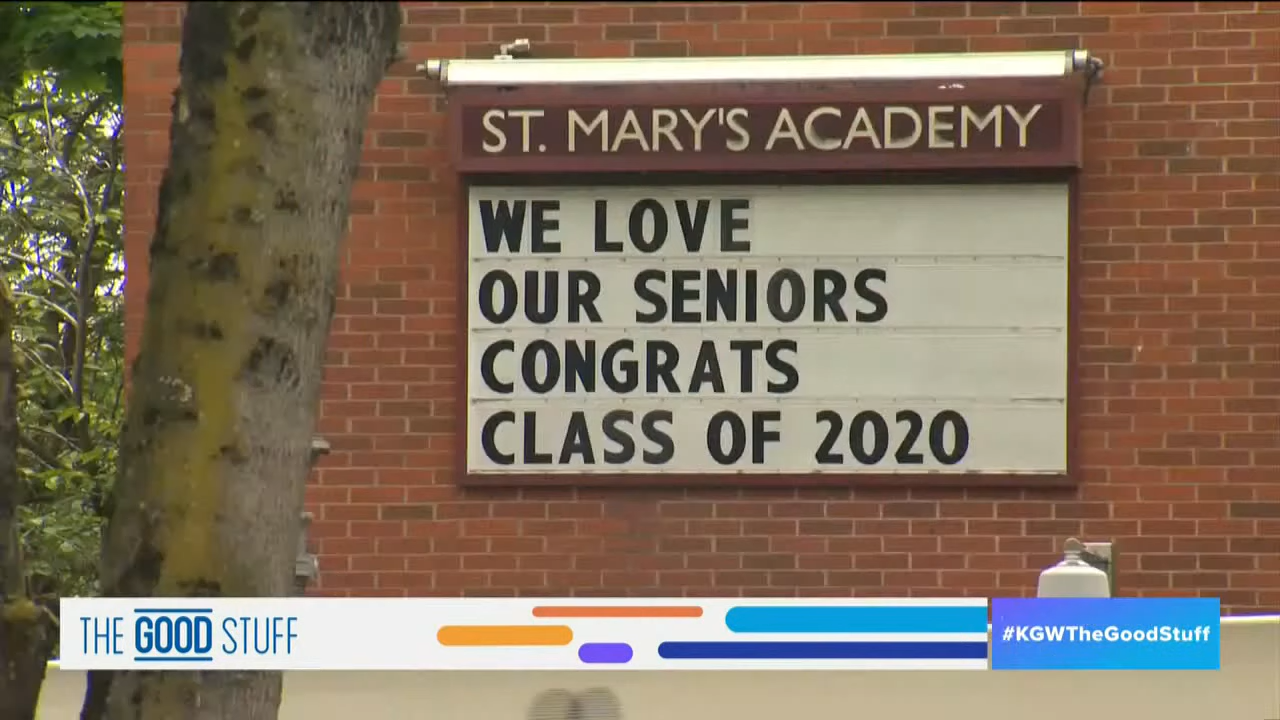 ST. MARY'S ACADEMY
WE LOVE
OUR SENIORS
CONGRATS
CLASS OF 2020
THE GOOD STUFF
#KGWTheGoodStuff